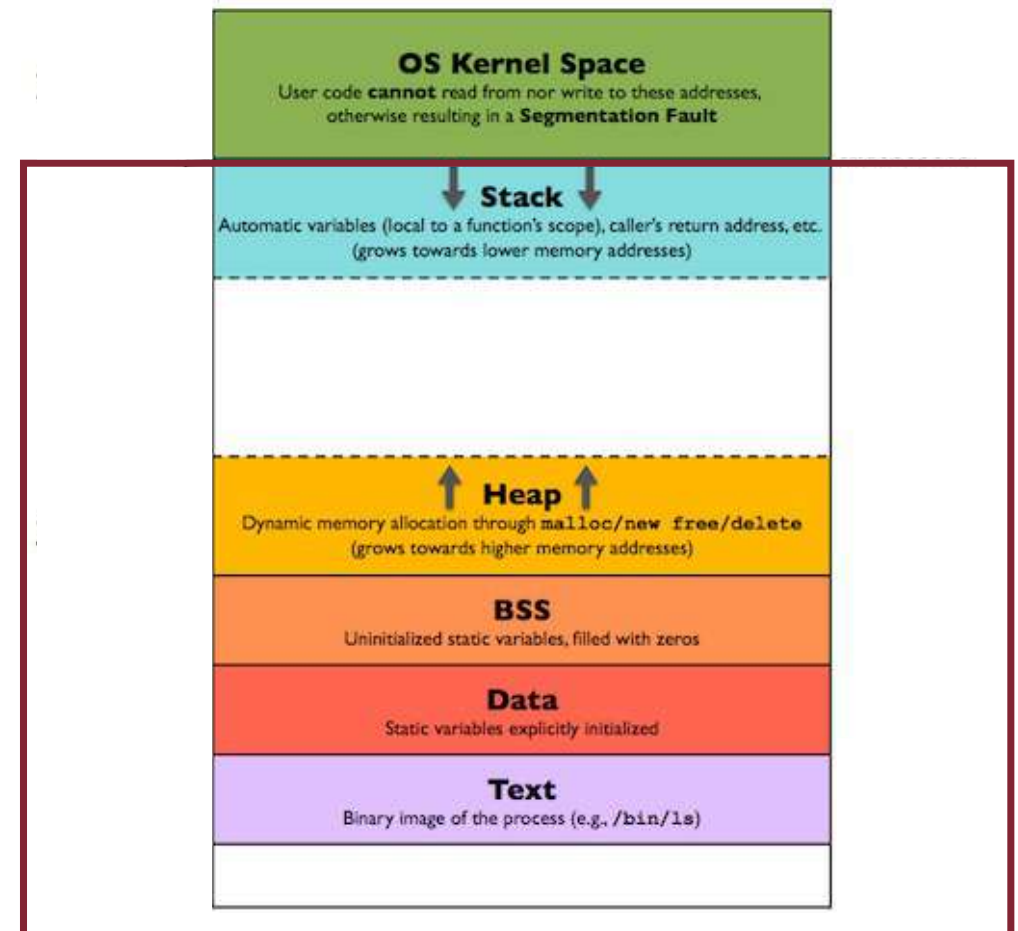 OS Kernel Space
User code cannot read from nor write to these addresses,
otherwise resulting in a Segmentation Fault
Stack
Automatic variables (local to a function's scope), caller's return address, etc.
(grows towards lower memory addresses)
Heap
Dynamic memory allocation through malloc/new free/delete
(grows towards higher memory addresses)
BSS
Uninitialized static variables, filled with zeros
Data
Static variables explicitly initialized
Text
Binary image of the process (e.g., /bin/ls)